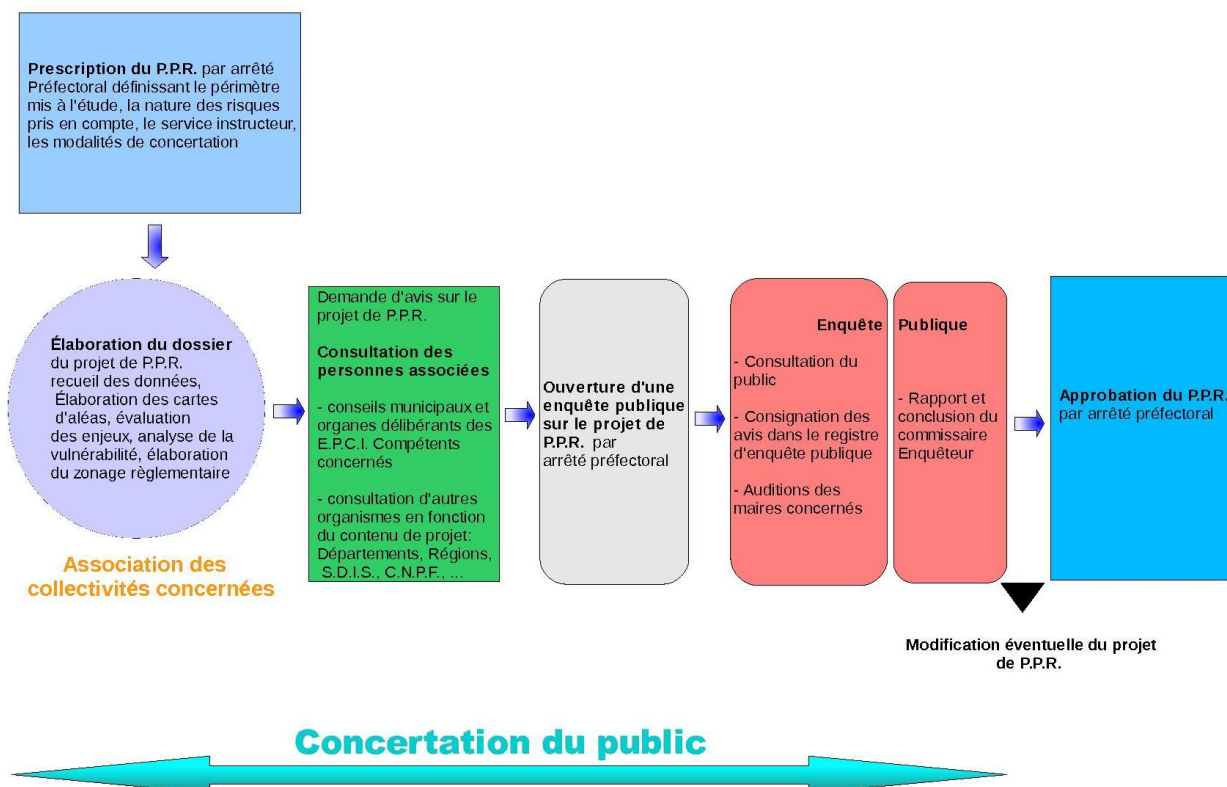 Prescription du P.P.R. par arrêté
Préfectoral définissant le périmètre
mis à l'étude, la nature des risques
pris en compte, le service instructeur,
les modalités de concertation
Élaboration du dossier
du projet de P.P.R.
recueil des données,
Élaboration des cartes
d'aléas, évaluation
des enjeux, analyse de la
vulnérabilité, élaboration
du zonage règlementaire
Association des
collectivités concernées
Demande d'avis sur le
projet de P.P.R.
Consultation des
personnes associées
- conseils municipaux et
organes délibérants des
E.P.C.I. Compétents
concernés
- consultation d'autres
organismes en fonction
du contenu de projet:
Départements, Régions,
S.D.I.S., C.N.P.F., ...
Ouverture d'une
enquête publique
sur le projet de
P.P.R. par
arrêté préfectoral
Enquête Publique
- Consultation du
public
- Consignation des
avis dans le registre
d'enquête publique
- Auditions des
maires concernés
- Rapport et
conclusion du
commissaire
Enquêteur
Approbation du P.P.R.
par arrêté préfectoral
Modification éventuelle du projet
de P.P.R.
Concertation du public